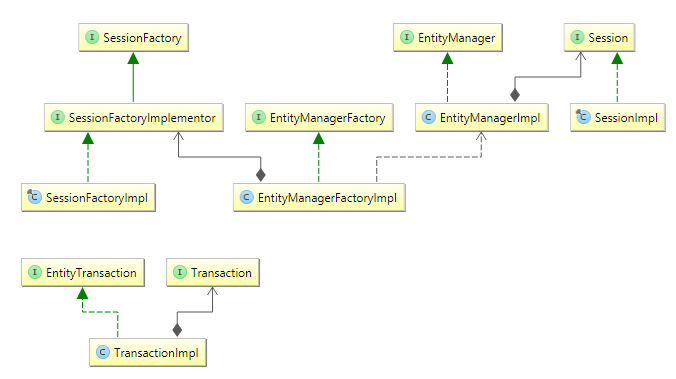 I SessionFactory
I EntityManager
I Session
I SessionFactoryImplementor
I EntityManagerFactory
C EntityManagerImpl
C SessionImpl
C SessionFactoryImpl
C EntityManagerFactoryImpl
I EntityTransaction
I Transaction
C TransactionImpl